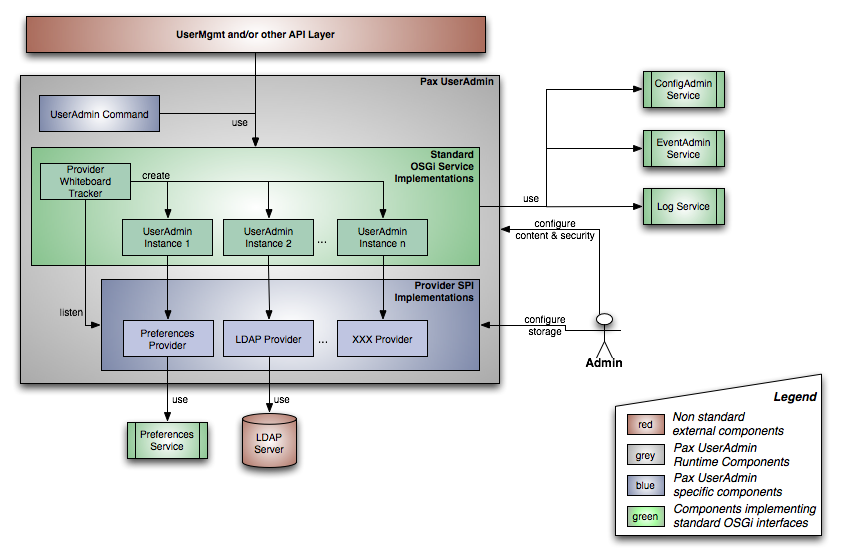 UserMgmt and/or other API Layer
Pax UserAdmin
UserAdmin Command
use
Standard
OSGi Service
Implementations
Provider
Whiteboard
Tracker
create
UserAdmin
Instance 1
UserAdmin
Instance 2
...
UserAdmin
Instance n
listen
Provider SPI
Implementations
Preferences
Provider
LDAP Provider
...
XXX Provider
use
use
Preferences
Service
LDAP
Server
use
ConfigAdmin
Service
EventAdmin
Service
Log Service
configure
content & security
configure
storage
Admin
Legend
red
Non standard
external components
grey
Pax UserAdmin
Runtime Components
blue
Pax UserAdmin
specific components
green
Components implementing
standard OSGi interfaces